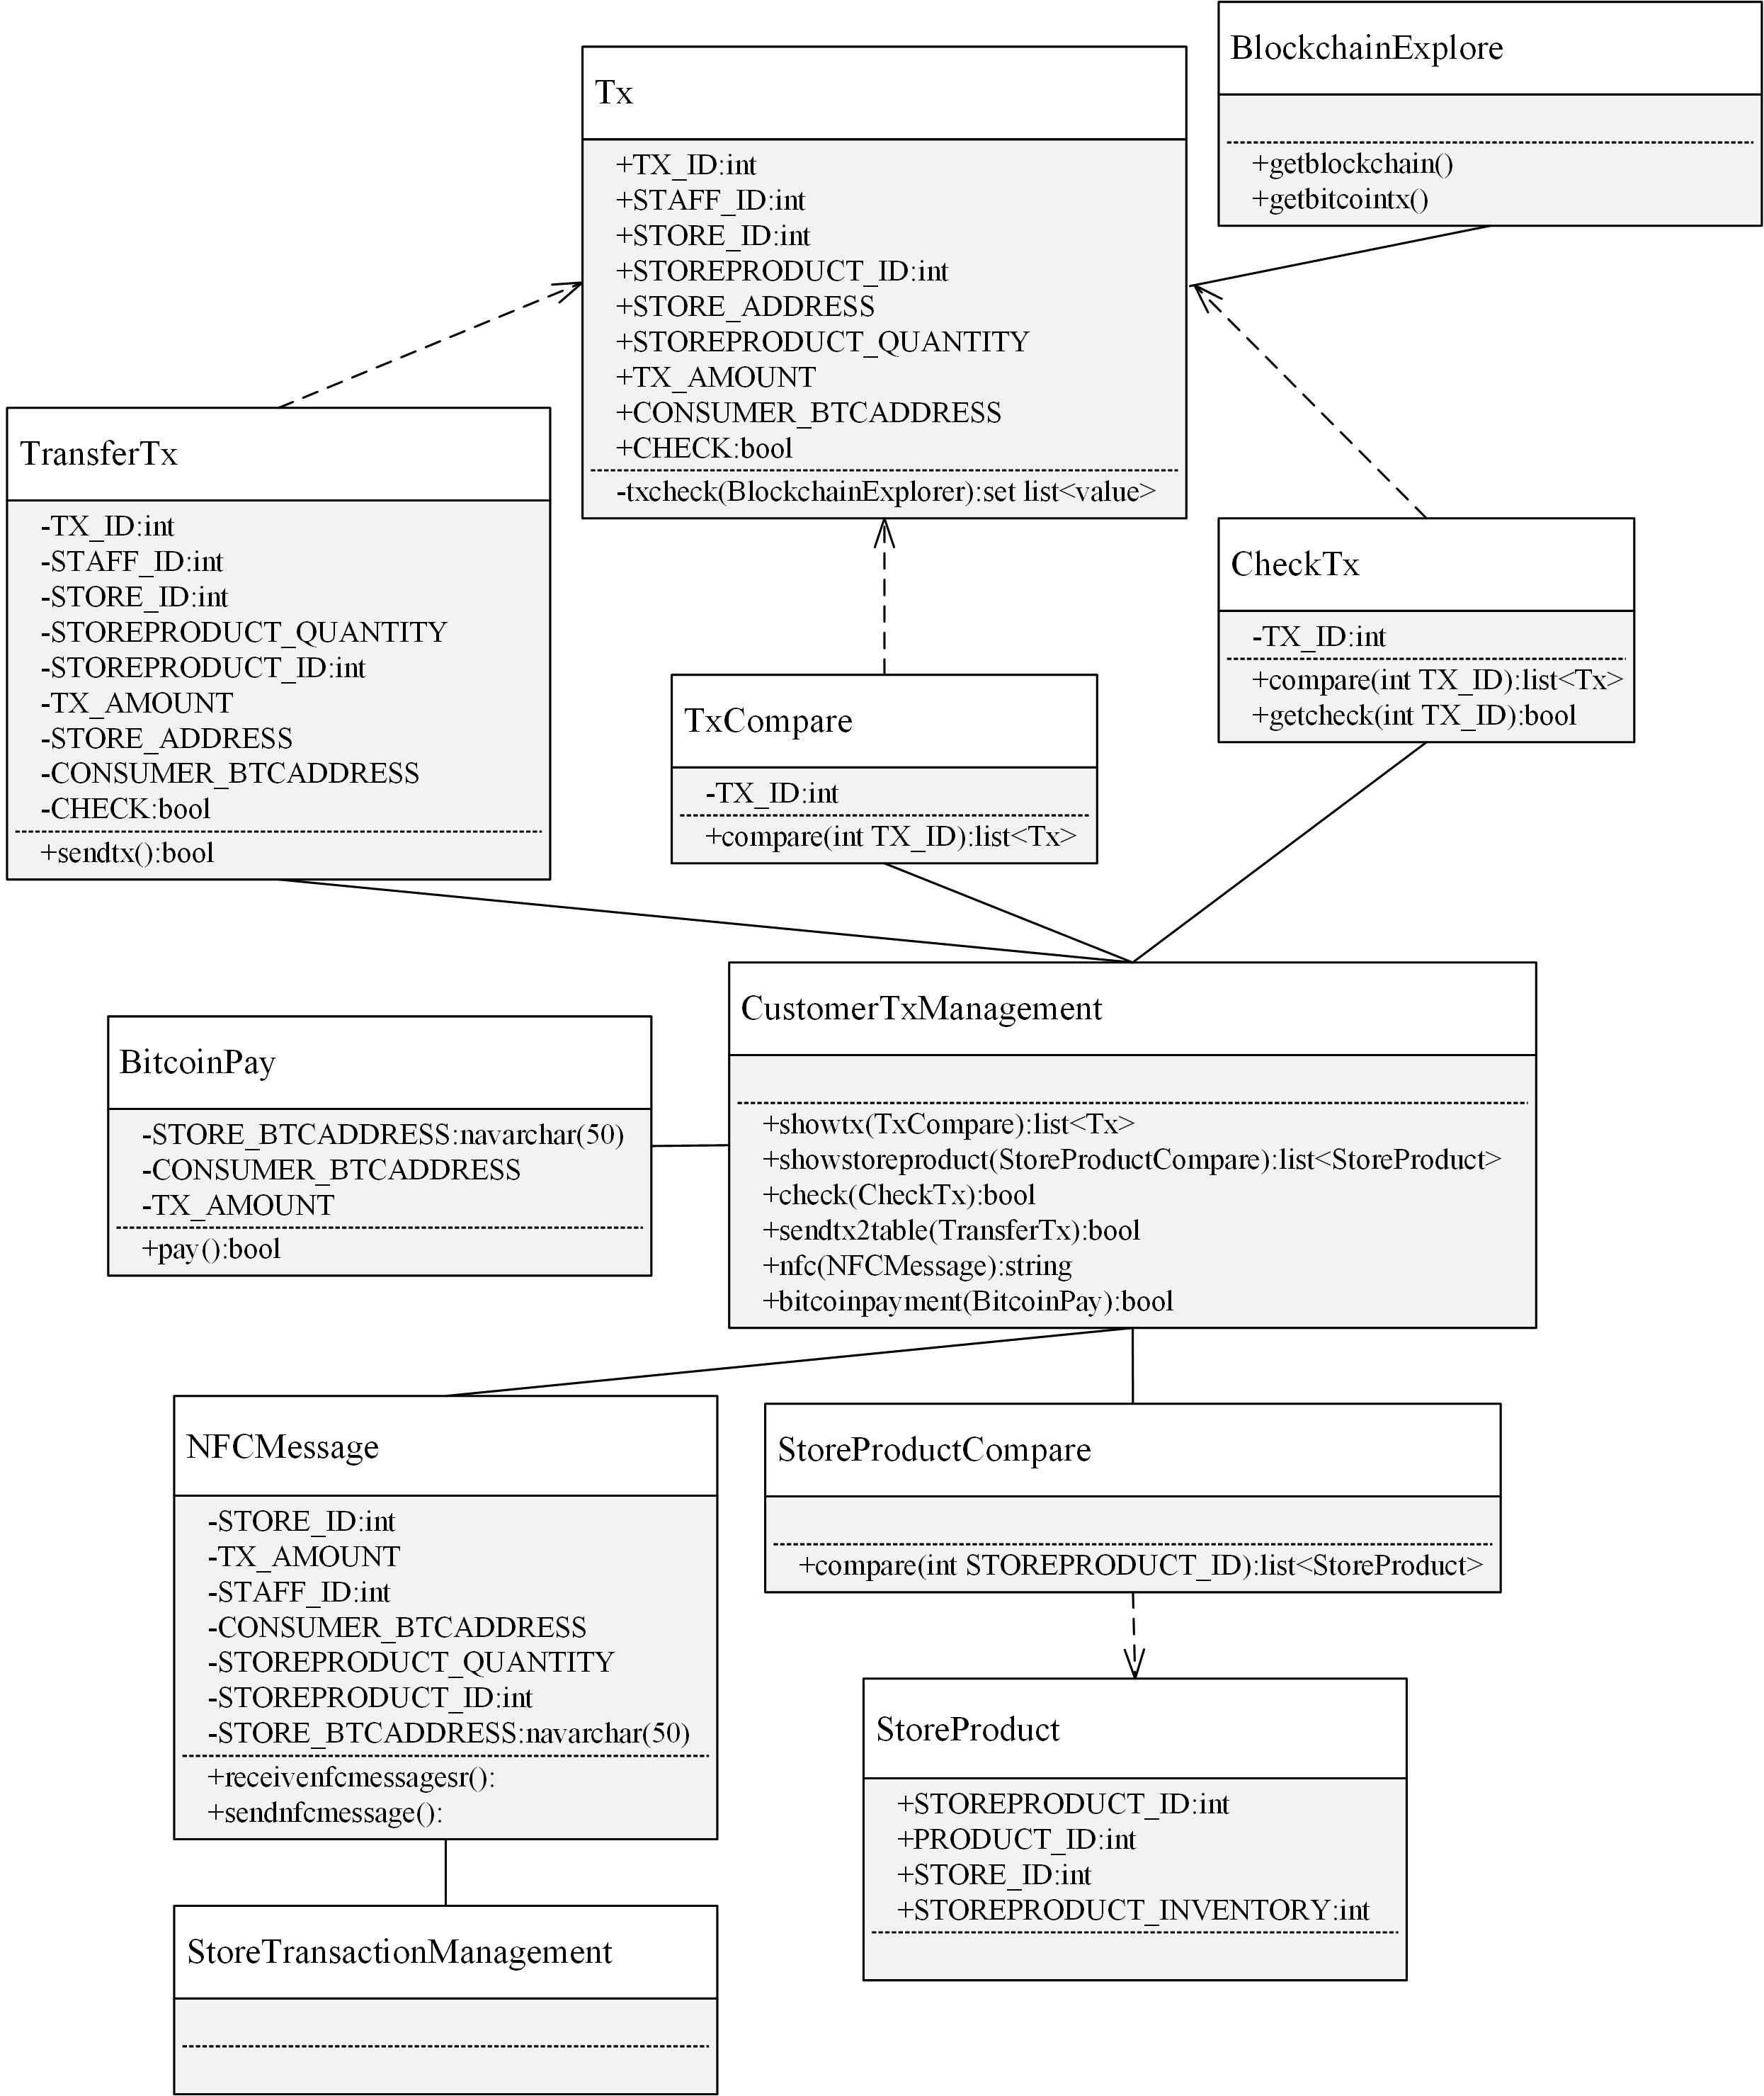 BlockchainExplore
+getblockchain()
+getbitcointx()
Tx
+TX_ID:int
+STAFF_ID:int
+STORE_ID:int
+STOREPRODUCT_ID:int
+STORE_ADDRESS
+STOREPRODUCT_QUANTITY
+TX_AMOUNT
+CONSUMER_BTCADDRESS
+CHECK:bool
-txcheck(BlockchainExplorer):set list<value>
TransferTx
-TX_ID:int
-STAFF_ID:int
-STORE_ID:int
-STOREPRODUCT_QUANTITY
-STOREPRODUCT_ID:int
-TX_AMOUNT
-STORE_ADDRESS
-CONSUMER_BTCADDRESS
-CHECK:bool
+sendtx():bool
TxCompare
-TX_ID:int
+compare(int TX_ID):list<Tx>
CheckTx
-TX_ID:int
+compare(int TX_ID):list<Tx>
+getcheck(int TX_ID):bool
BitcoinPay
-STORE_BTCADDRESS:navarchar(50)
-CONSUMER_BTCADDRESS
-TX_AMOUNT
+pay():bool
CustomerTxManagement
+showtx(TxCompare):list<Tx>
+showstoreproduct(StoreProductCompare):list<StoreProduct>
+check(CheckTx):bool
+sendtx2table(TransferTx):bool
+nfc(NFCMessage):string
+bitcoinpayment(BitcoinPay):bool
NFCMessage
-STORE_ID:int
-TX_AMOUNT
-STAFF_ID:int
-CONSUMER_BTCADDRESS
-STOREPRODUCT_QUANTITY
-STOREPRODUCT_ID:int
-STORE_BTCADDRESS:navarchar(50)
+receivenfcmessagesr():
+sendnfcmessage():
StoreProductCompare
+compare(int STOREPRODUCT_ID):list<StoreProduct>
StoreProduct
+STOREPRODUCT_ID:int
+PRODUCT_ID:int
+STORE_ID:int
+STOREPRODUCT_INVENTORY:int
StoreTransactionManagement